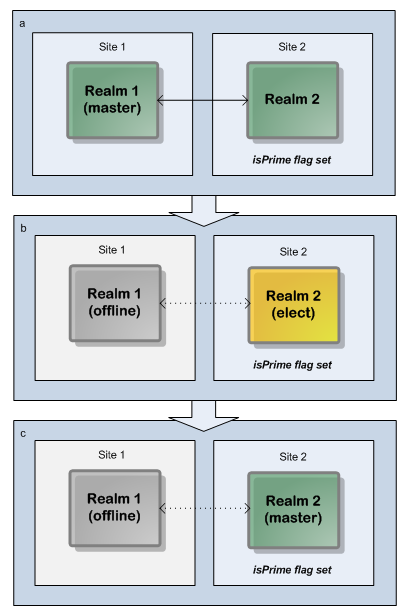 a
Site 1
Site 2
Realm 1
(master)
Realm 2
isPrime flag set
b
Site 1
Site 2
Realm 1
(offline)
Realm 2
(elect)
isPrime flag set
c
Site 1
Site 2
Realm 1
(offline)
Realm 2
(master)
isPrime flag set